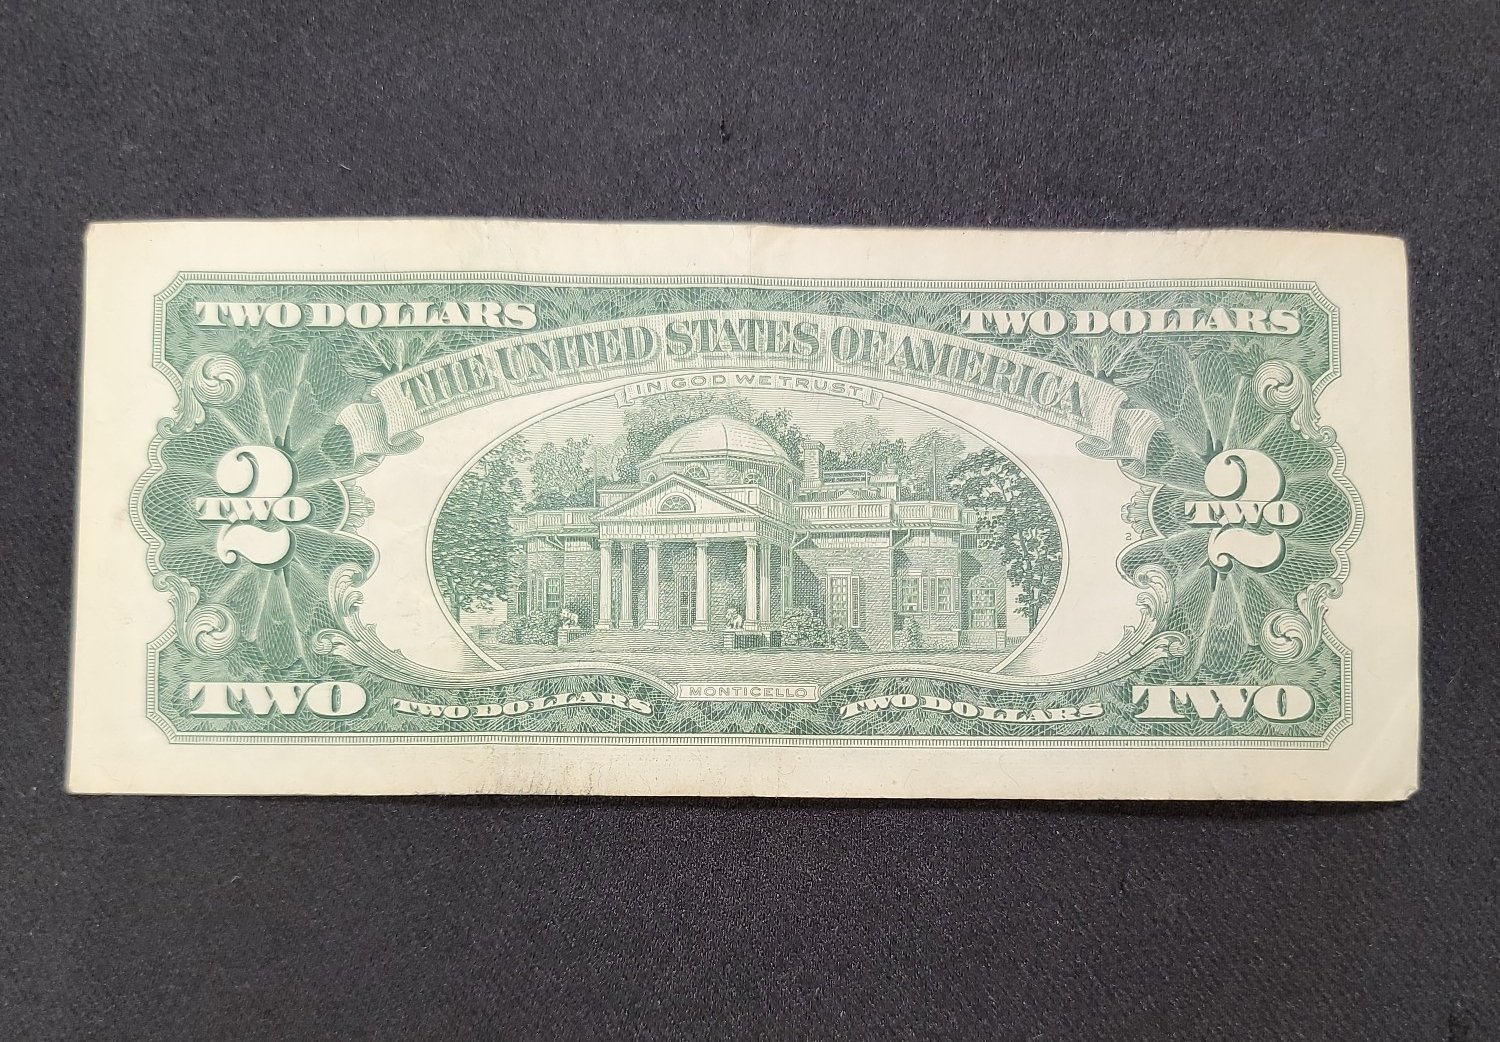 TWO DOLLARS TWO DOLLARS
THE UNITED STATES OF AMERICA
IN GOD WE TRUST
2 2
TWO TWO
2
MONTICELLO
TWO TWO DOLLARS TWO DOLLARS TWO